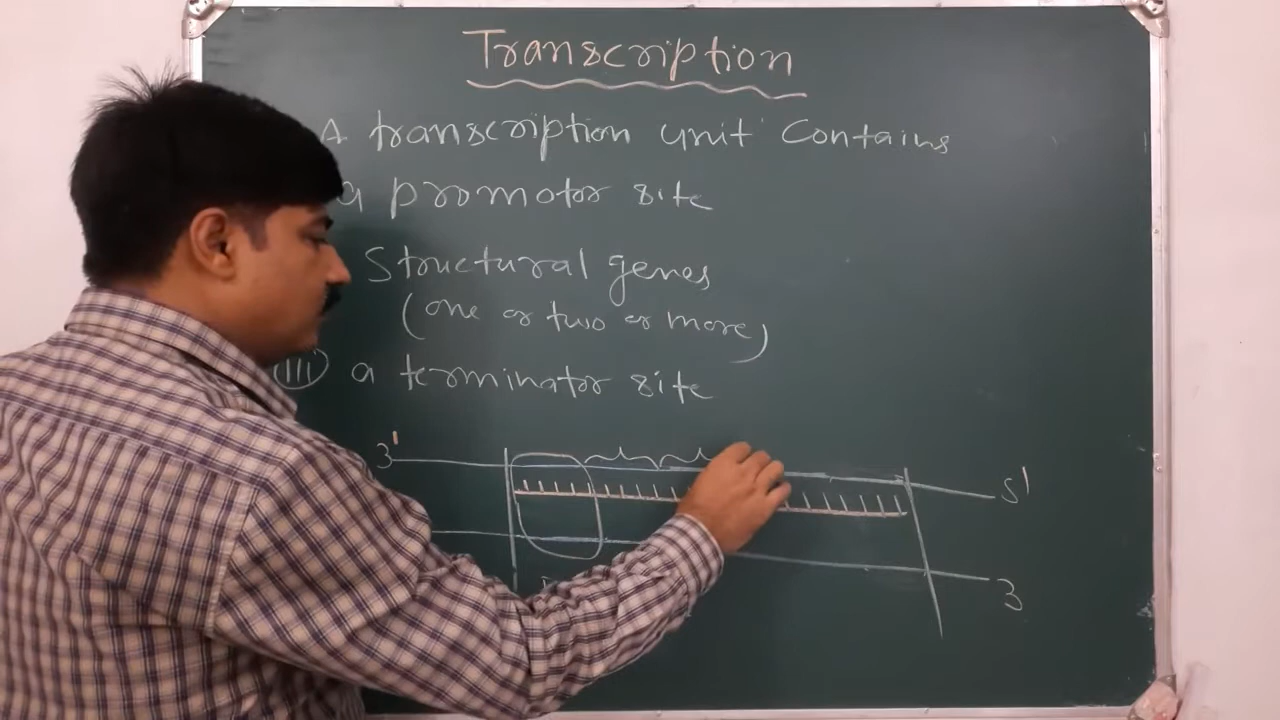 Transcription
A transcription unit contains
a promotor site
Structural genes
(one or two or more)
(III) a terminator site
3' 5'
3